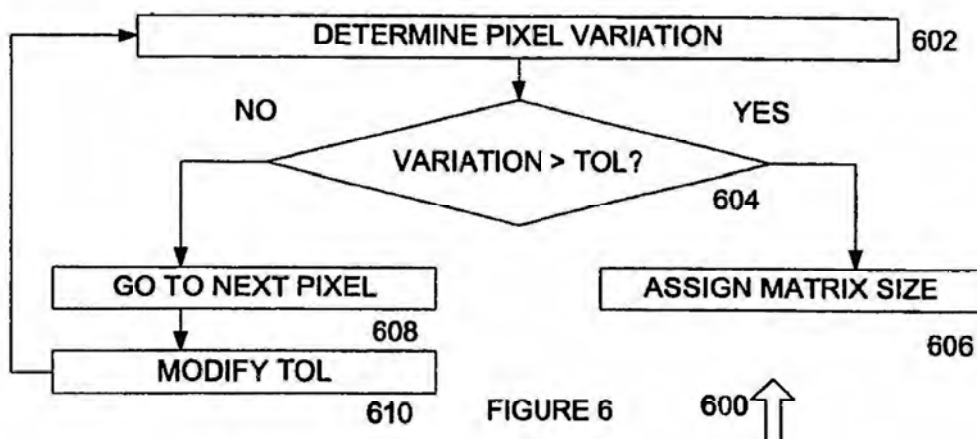 DETERMINE PIXEL VARIATION
602
NO
YES
VARIATION > TOL?
604
GO TO NEXT PIXEL
608
ASSIGN MATRIX SIZE
606
MODIFY TOL
610
FIGURE 6
600